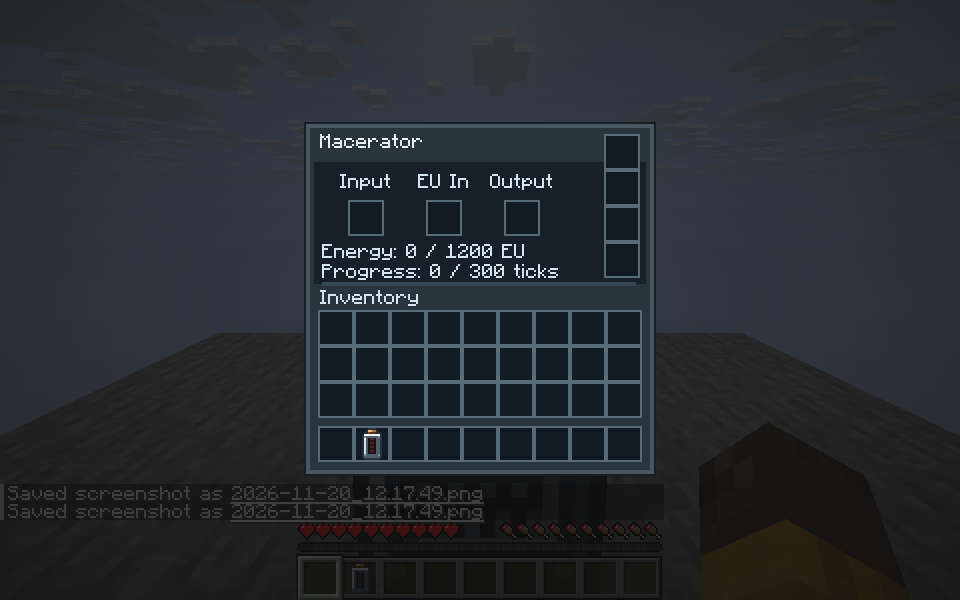 Macerator
Input EU In Output
Energy: 0 / 1200 EU
Progress: 0 / 300 ticks
Inventory
Saved screenshot as 2026-11-20_12.17.49.png
Saved screenshot as 2026-11-20_12.17.49.png